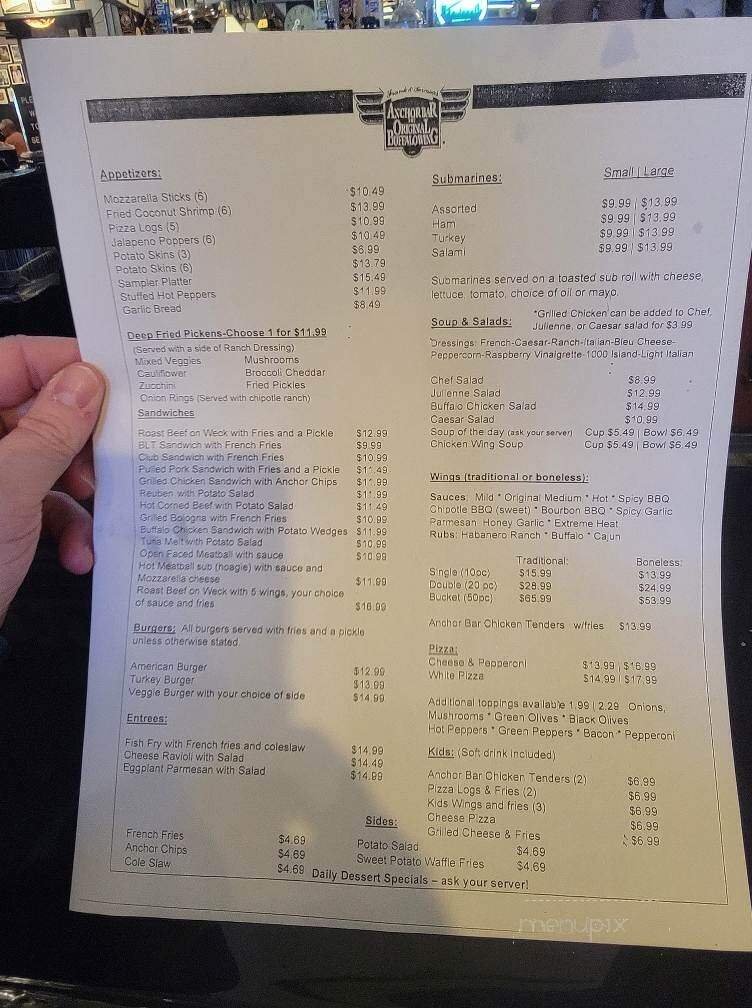 Frank & Teressa's
ANCHOR BAR
THE
ORIGINAL
BUFFALO WING
Appetizers:
Mozzarella Sticks (6) $10.49
Fried Coconut Shrimp (6) $13.99
Pizza Logs (5) $10.99
Jalapeno Poppers (6) $10.49
Potato Skins (3) $6.99
Potato Skins (6) $13.79
Sampler Platter $15.49
Stuffed Hot Peppers $11.99
Garlic Bread $8.49
Deep Fried Pickens-Choose 1 for $11.99
(Served with a side of Ranch Dressing)
Mixed Veggies Mushrooms
Cauliflower Broccoli Cheddar
Zucchini Fried Pickles
Onion Rings (Served with chipotle ranch)
Sandwiches
Roast Beef on Weck with Fries and a Pickle $12.99
BLT Sandwich with French Fries $9.99
Club Sandwich with French Fries $10.99
Pulled Pork Sandwich with Fries and a Pickle $11.49
Grilled Chicken Sandwich with Anchor Chips $11.99
Reuben with Potato Salad $11.99
Hot Corned Beef with Potato Salad $11.49
Grilled Bologna with French Fries $10.99
Buffalo Chicken Sandwich with Potato Wedges $11.99
Tuna Melt with Potato Salad $10.99
Open Faced Meatball with sauce $10.99
Hot Meatball sub (hoagie) with sauce and
Mozzarella cheese $11.99
Roast Beef on Weck with 5 wings, your choice
of sauce and fries $16.99
Burgers: All burgers served with fries and a pickle
unless otherwise stated.
American Burger $12.99
Turkey Burger $13.99
Veggie Burger with your choice of side $14.99
Entrees:
Fish Fry with French fries and coleslaw $14.99
Cheese Ravioli with Salad $14.49
Eggplant Parmesan with Salad $14.99
Submarines: Small | Large
Assorted $9.99 | $13.99
Ham $9.99 | $13.99
Turkey $9.99 | $13.99
Salami $9.99 | $13.99
Submarines served on a toasted sub roll with cheese,
lettuce, tomato, choice of oil or mayo.
Soup & Salads: *Grilled Chicken can be added to Chef,
Julienne, or Caesar salad for $3.99
Dressings: French-Caesar-Ranch-Italian-Bleu Cheese-
Peppercorn-Raspberry Vinaigrette-1000 Island-Light Italian
Chef Salad $8.99
Julienne Salad $12.99
Buffalo Chicken Salad $14.99
Caesar Salad $10.99
Soup of the day (ask your server) Cup $5.49 | Bowl $6.49
Chicken Wing Soup Cup $5.49 | Bowl $6.49
Wings (traditional or boneless):
Sauces: Mild * Original Medium * Hot * Spicy BBQ
Chipotle BBQ (sweet) * Bourbon BBQ * Spicy Garlic
Parmesan Honey Garlic * Extreme Heat
Rubs: Habanero Ranch * Buffalo * Cajun
Traditional: Boneless:
Single (10pc) $15.99 $13.99
Double (20 pc) $28.99 $24.99
Bucket (50pc) $65.99 $53.99
Anchor Bar Chicken Tenders w/fries $13.99
Pizza:
Cheese & Pepperoni $13.99 | $16.99
White Pizza $14.99 | $17.99
Additional toppings available 1.99 | 2.29 Onions,
Mushrooms * Green Olives * Black Olives
Hot Peppers * Green Peppers * Bacon * Pepperoni
Kids: (Soft drink included)
Anchor Bar Chicken Tenders (2) $6.99
Pizza Logs & Fries (2) $6.99
Kids Wings and fries (3) $6.99
Cheese Pizza $6.99
Grilled Cheese & Fries $6.99
Sides:
French Fries $4.69
Anchor Chips $4.69
Cole Slaw $4.69
Potato Salad $4.69
Sweet Potato Waffle Fries $4.69
Daily Dessert Specials – ask your server!
menupix